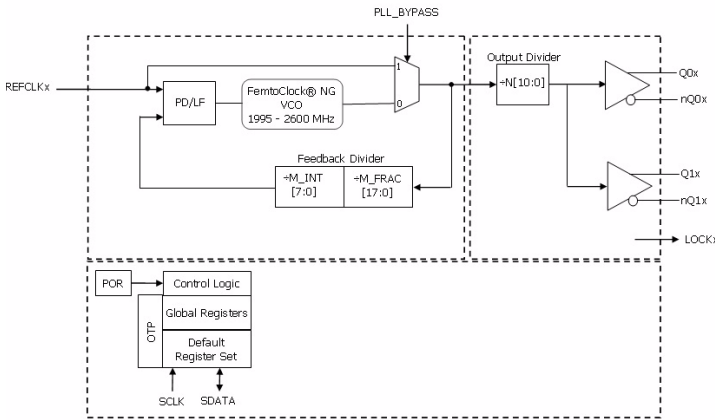 PLL_BYPASS
REFCLKx
PD/LF
FemtoClock® NG
VCO
1995 - 2600 MHz
1
0
Output Divider
÷N[10:0]
Q0x
nQ0x
Feedback Divider
÷M_INT
[7:0]
÷M_FRAC
[17:0]
Q1x
nQ1x
LOCKx
POR
Control Logic
OTP
Global Registers
Default
Register Set
SCLK
SDATA